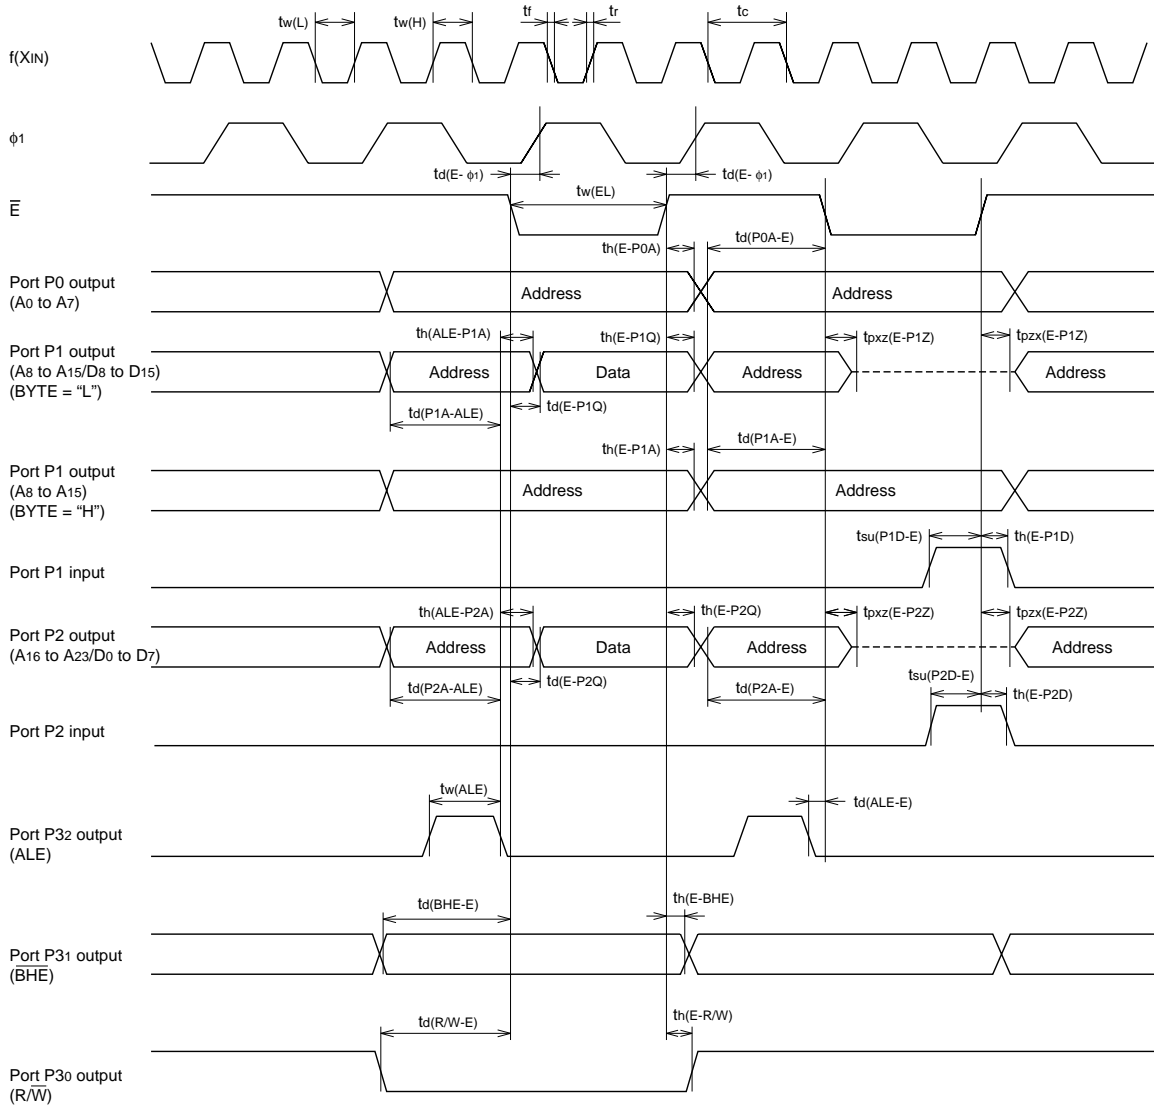 tw(L) tw(H) tf tr tc
f(XIN)
ϕ1
td(E- ϕ1) td(E- ϕ1)
tw(EL)
E
th(E-P0A) td(P0A-E)
Port P0 output
(A0 to A7)
Address Address
th(ALE-P1A) th(E-P1Q) tpxz(E-P1Z) tpzx(E-P1Z)
Port P1 output
(A8 to A15/D8 to D15)
(BYTE = “L”)
Address Data Address Address
td(E-P1Q)
td(P1A-ALE)
th(E-P1A) td(P1A-E)
Port P1 output
(A8 to A15)
(BYTE = “H”)
Address Address
tsu(P1D-E) th(E-P1D)
Port P1 input
th(ALE-P2A) th(E-P2Q) tpxz(E-P2Z) tpzx(E-P2Z)
Port P2 output
(A16 to A23/D0 to D7)
Address Data Address Address
td(E-P2Q)
td(P2A-ALE) td(P2A-E)
tsu(P2D-E) th(E-P2D)
Port P2 input
tw(ALE) td(ALE-E)
Port P32 output
(ALE)
td(BHE-E) th(E-BHE)
Port P31 output
(BHE)
td(R/W-E) th(E-R/W)
Port P30 output
(R/W)